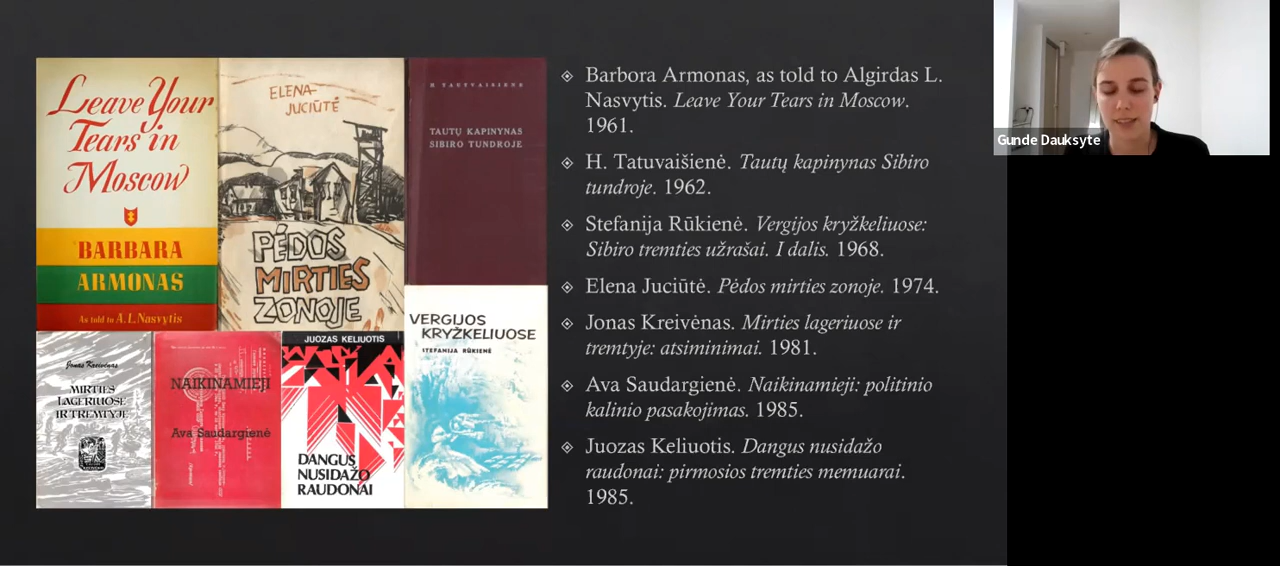 Leave Your
Tears in
Moscow
BARBARA
ARMONAS
As told to A. L. Nasvytis
ELENA
JUCIŪTĖ
PĖDOS
MIRTIES
ZONOJE
H TAUTVAIŠIENĖ
TAUTŲ KAPINYNAS
SIBIRO TUNDROJE
Jonas Kreivėnas
MIRTIES
LAGERIUOSE
IR TREMTYJE
NAIKINAMIEJI
Ava Saudargienė
JUOZAS KELIUOTIS
DANGUS
NUSIDAŽO
RAUDONAI
VERGIJOS
KRYŽKELIUOSE
STEFANIJA RŪKIENĖ
Barbora Armonas, as told to Algirdas L.
Nasvytis. Leave Your Tears in Moscow.
1961.
H. Tatuvaišienė. Tautų kapinynas Sibiro
tundroje. 1962.
Stefanija Rūkienė. Vergijos kryžkeliuose:
Sibiro tremties užrašai. I dalis. 1968.
Elena Juciūtė. Pėdos mirties zonoje. 1974.
Jonas Kreivėnas. Mirties lageriuose ir
tremtyje: atsiminimai. 1981.
Ava Saudargienė. Naikinamieji: politinio
kalinio pasakojimas. 1985.
Juozas Keliuotis. Dangus nusidažo
raudonai: pirmosios tremties memuarai.
1985.
Gunde Dauksyte